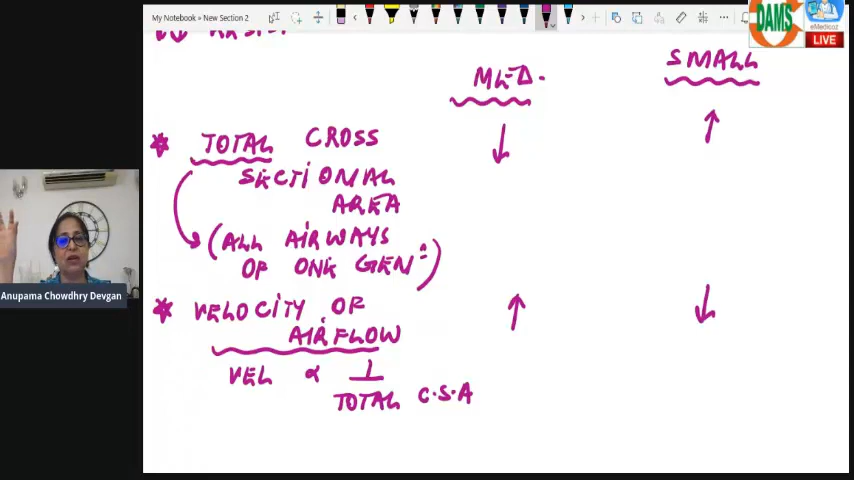 My Notebook » New Section 2
DAMS
eMedicoz
LIVE
MED.
SMALL
TOTAL CROSS
SECTIONAL
AREA
↓
↑
(ALL AIRWAYS
OF ONE GEN:)
Anupama Chowdhry Devgan
VELOCITY OF
AIRFLOW
↑
↓
VEL ∝ 1
TOTAL C.S.A